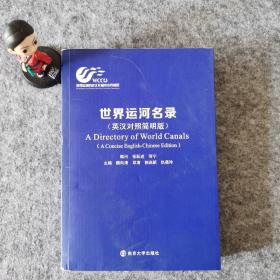 WCCO
世界运河名录
（英汉对照简明版）
A Directory of World Canals
( A Concise English-Chinese Edition )
南京大学出版社